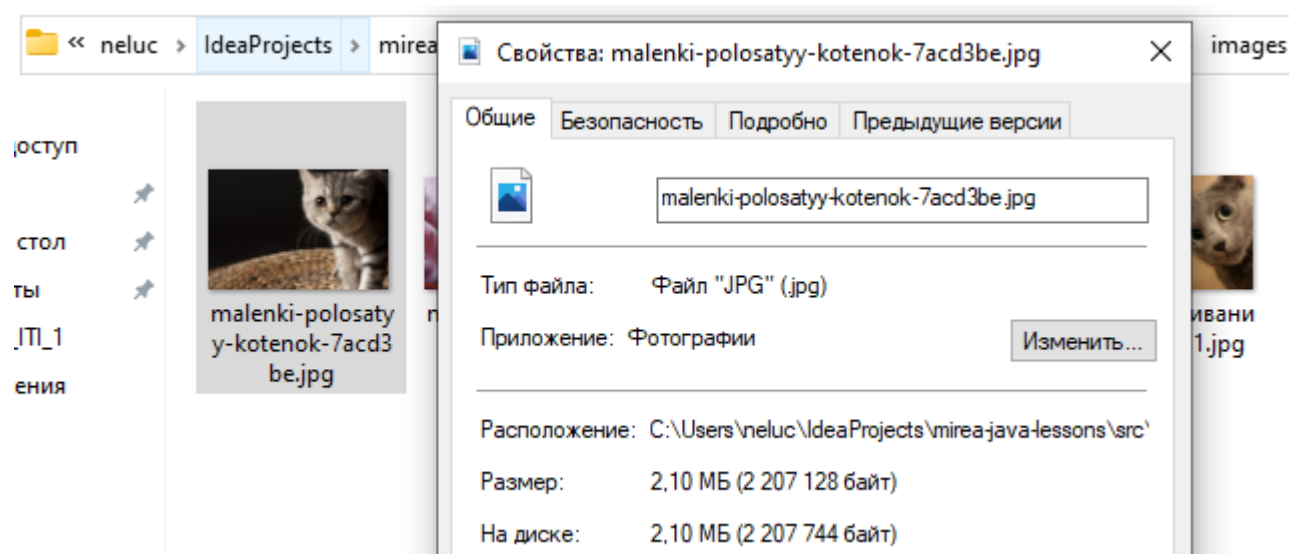 « neluc > IdeaProjects > mirea
images
Свойства: malenki-polosatyy-kotenok-7acd3be.jpg
Общие Безопасность Подробно Предыдущие версии
оступ
стол
ты
_ITI_1
ения
malenki-polosaty
y-kotenok-7acd3
be.jpg
ивани
1.jpg
malenki-polosatyy-kotenok-7acd3be.jpg
Тип файла: Файл "JPG" (.jpg)
Приложение: Фотографии
Изменить...
Расположение: C:\Users\neluc\IdeaProjects\mirea-java-lessons\src\
Размер: 2,10 МБ (2 207 128 байт)
На диске: 2,10 МБ (2 207 744 байт)